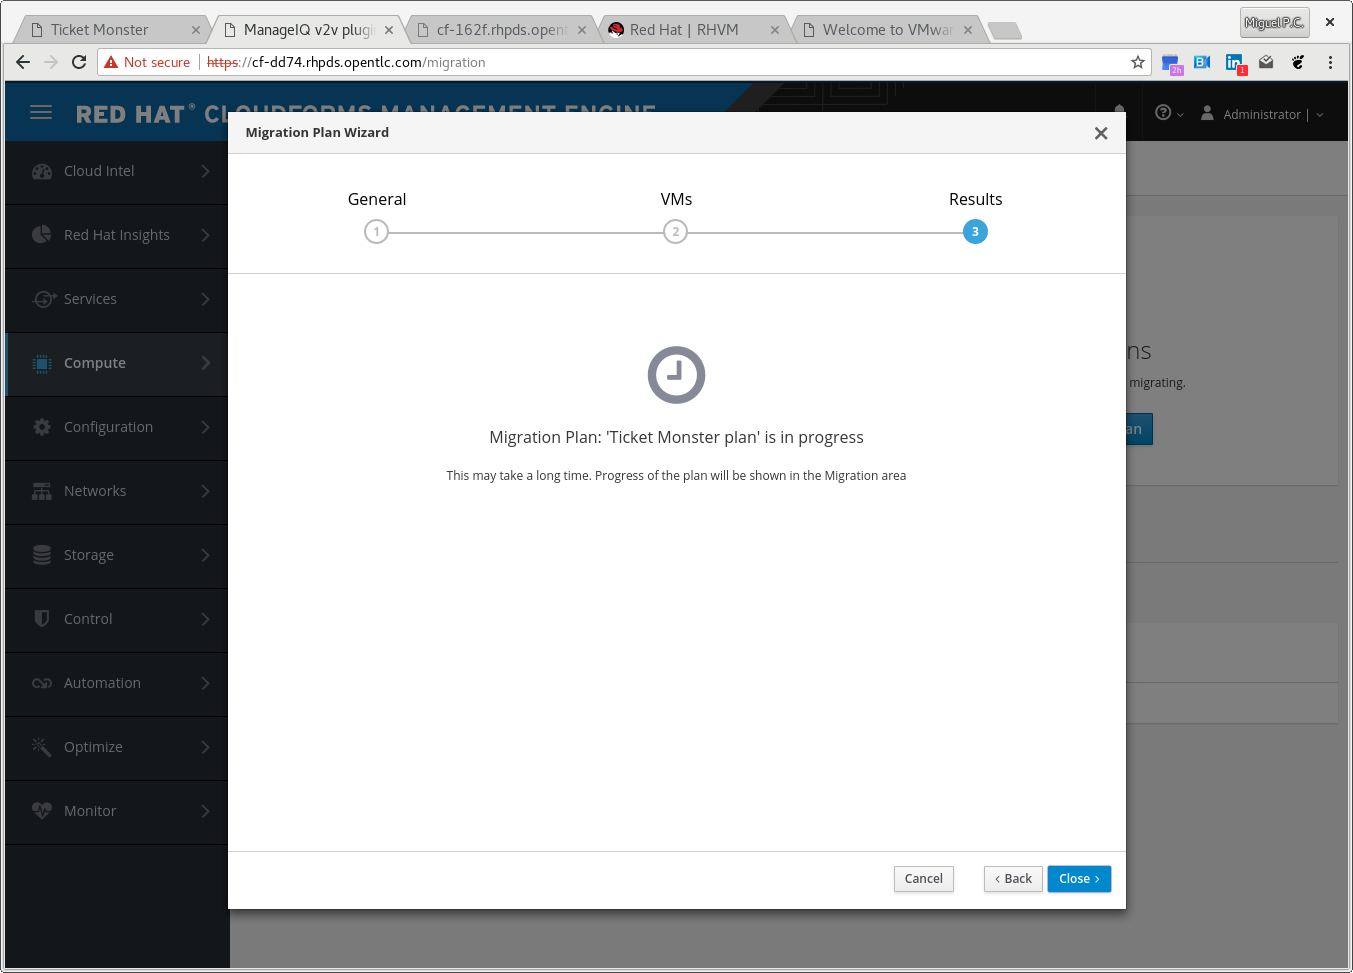 Miguel P.C.
Ticket Monster
ManageIQ v2v plugi
cf-162f.rhpds.opent
Red Hat | RHVM
Welcome to VMwar
Not secure
https://cf-dd74.rhpds.opentlc.com/migration
2h
B
in
1
RED HAT® CLOUDFORMS MANAGEMENT ENGINE
Administrator |
Migration Plan Wizard
General
VMs
Results
1
2
3
Migration Plan: 'Ticket Monster plan' is in progress
This may take a long time. Progress of the plan will be shown in the Migration area
Cancel
‹ Back
Close ›
Cloud Intel
Red Hat Insights
Services
Compute
Configuration
Networks
Storage
Control
Automation
Optimize
Monitor
ns
migrating.
an